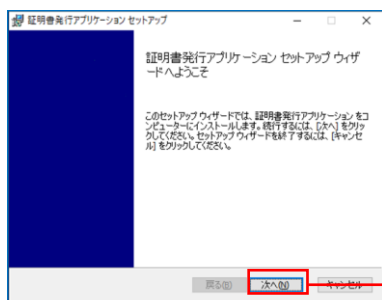 証明書発行アプリケーション セットアップ
証明書発行アプリケーション セットアップ ウィザ
ードへようこそ
このセットアップ ウィザードでは、証明書発行アプリケーション をコ
ンピューターにインストールします。続行するには、[次へ] をクリッ
クしてください。セットアップ ウィザードを終了するには、[キャンセ
ル] をクリックしてください。
戻る(B) 次へ(N) キャンセル